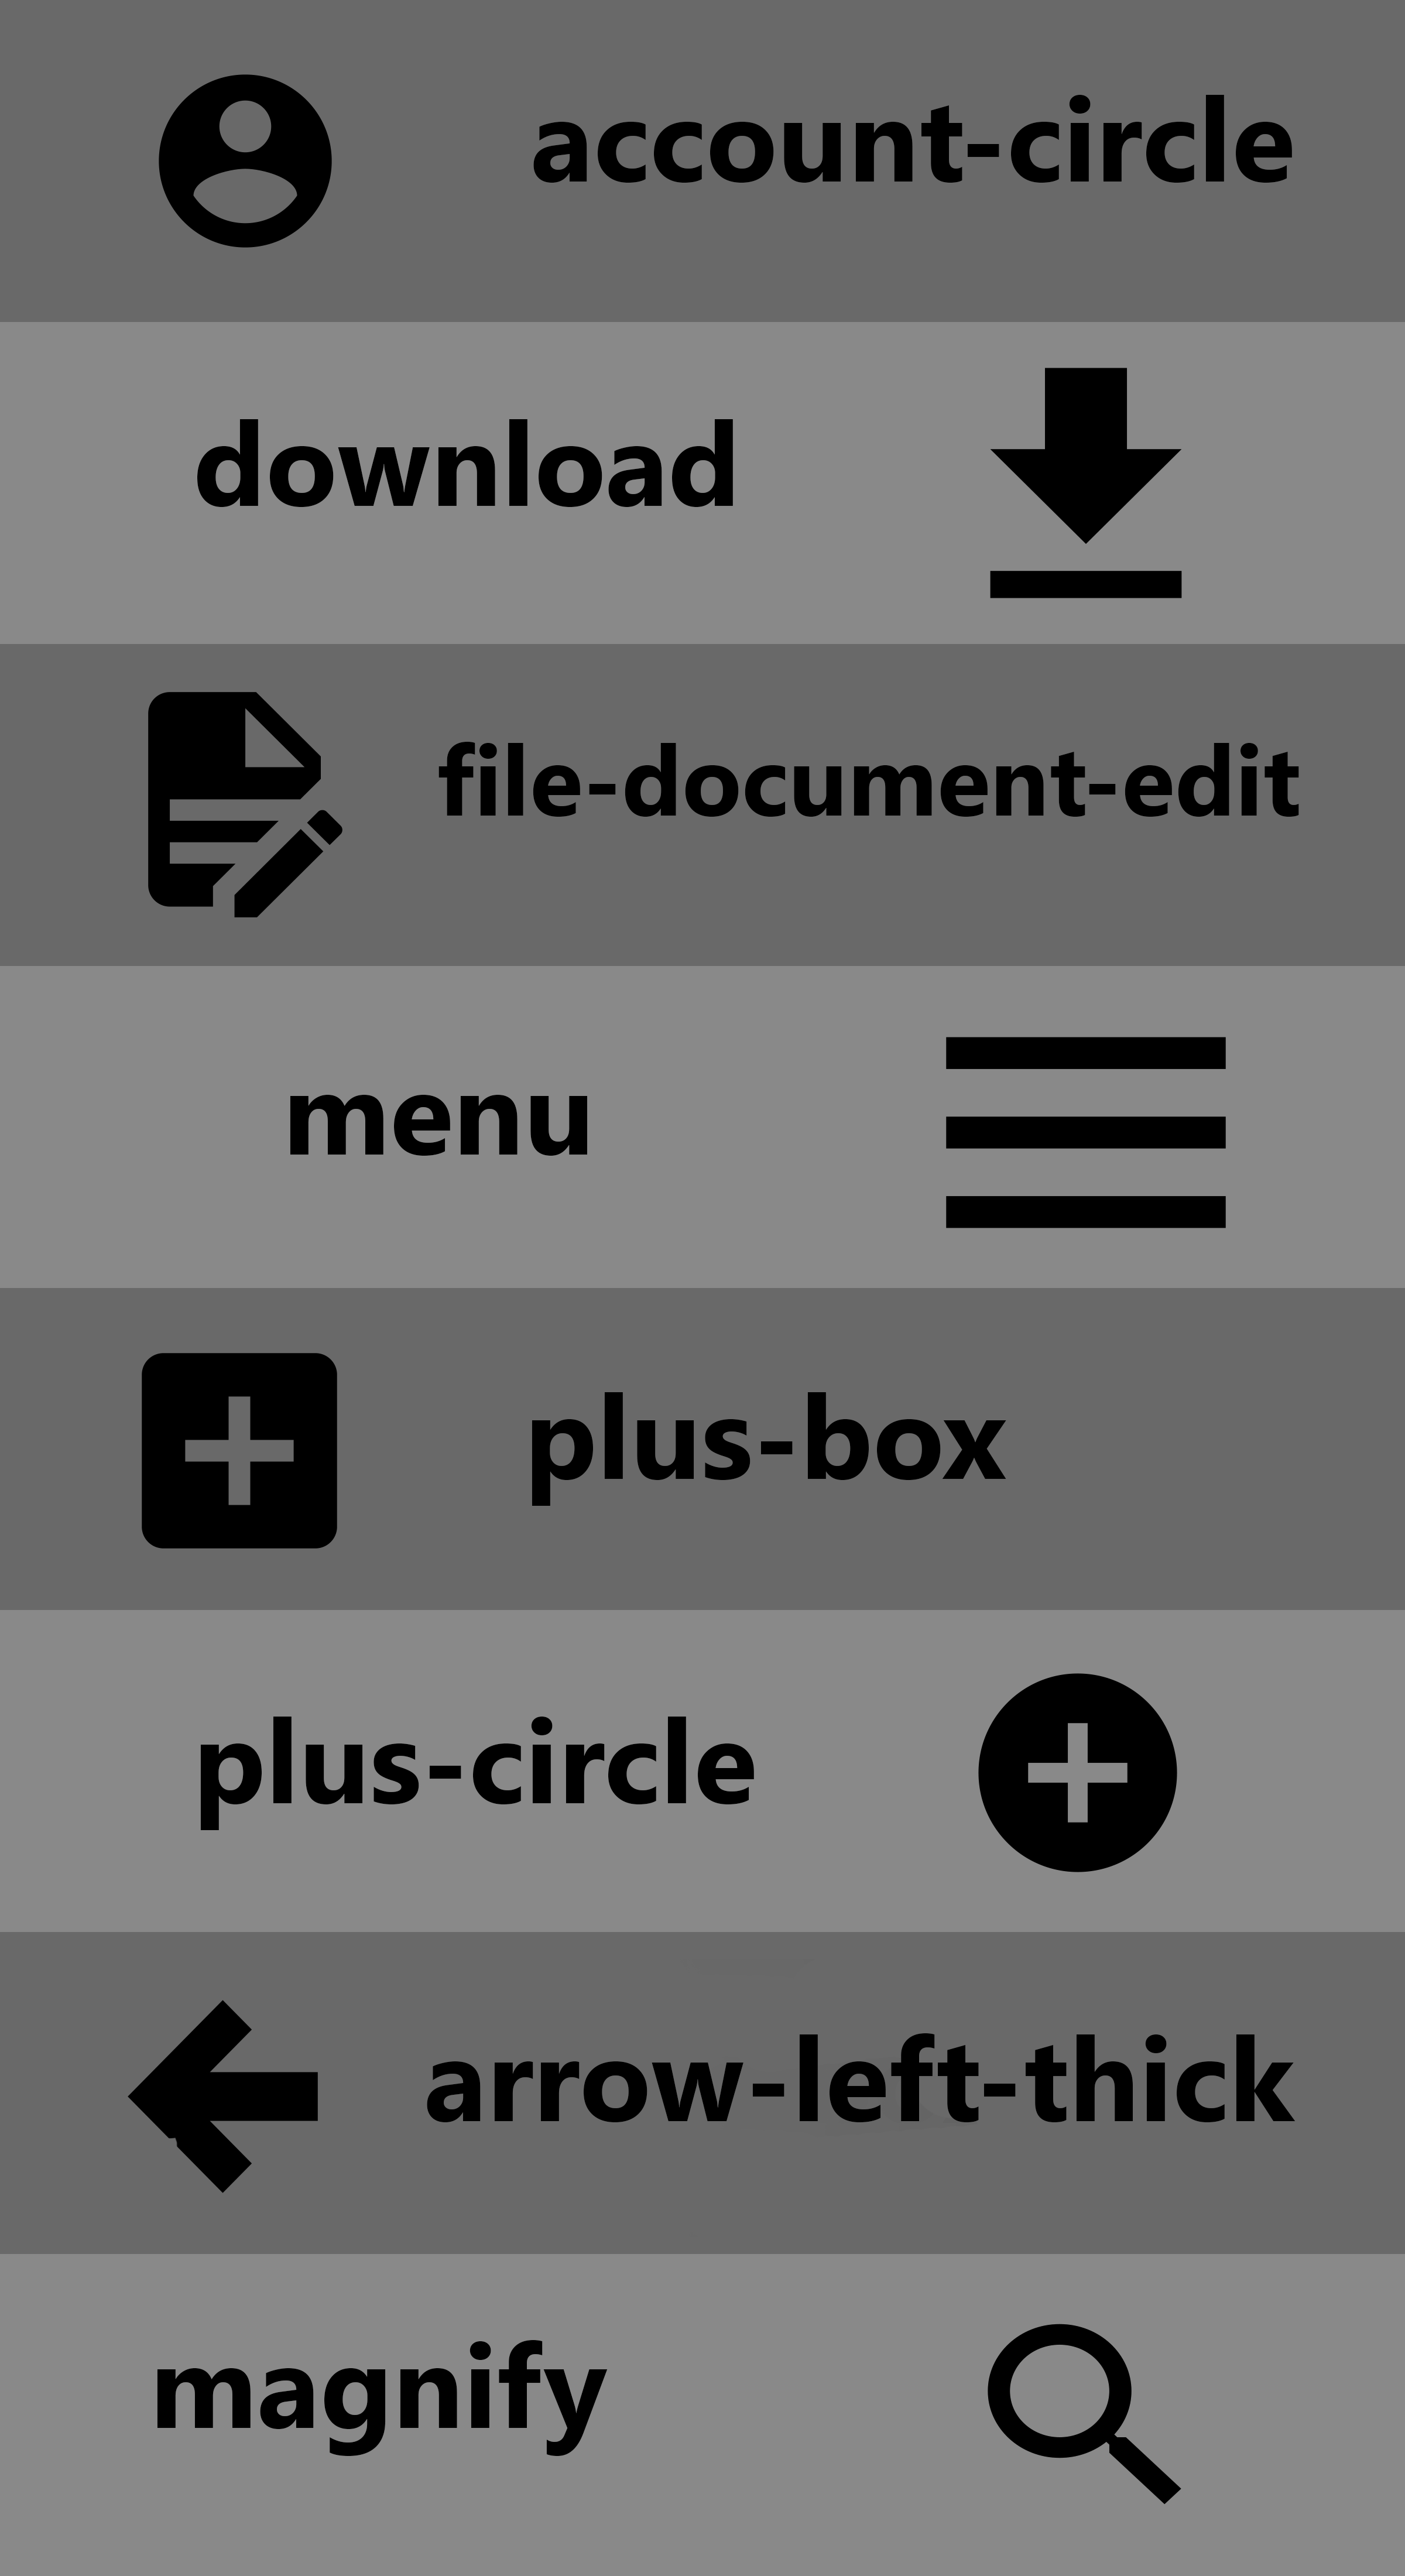 account-circle
download
file-document-edit
menu
plus-box
plus-circle
arrow-left-thick
magnify